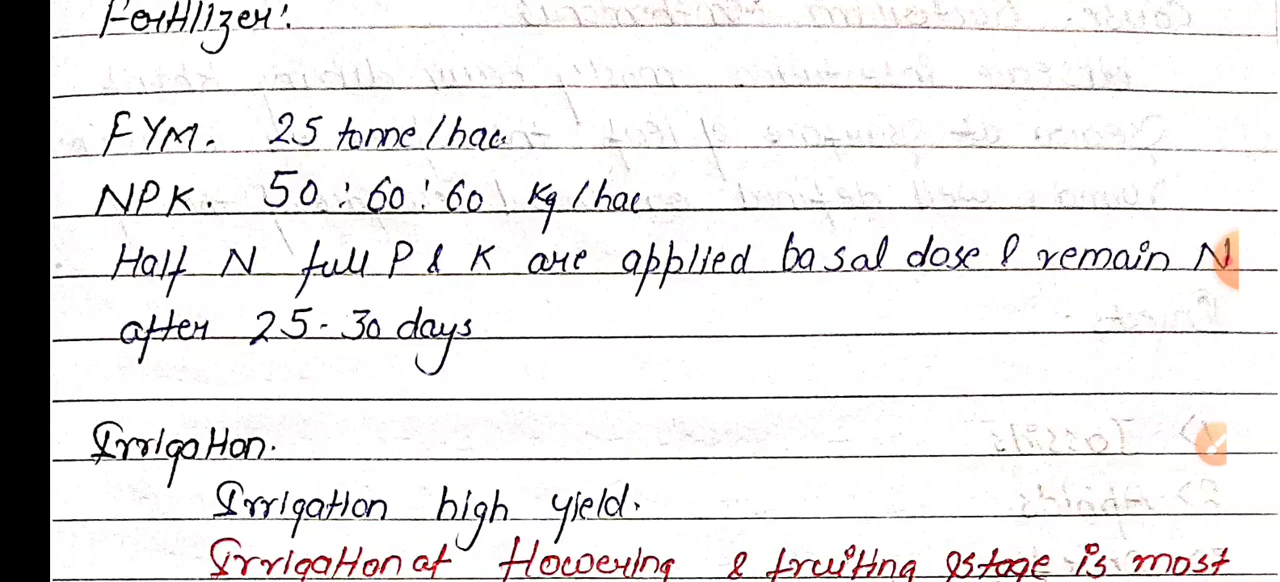 Fertilizer:
FYM. 25 tonne/hac
NPK. 50:60:60 Kg/hac
Half N full P & K are applied basal dose & remain N
after 25-30 days
Irrigation.
Irrigation high yield.
Irrigation at flowering & fruiting stage is most